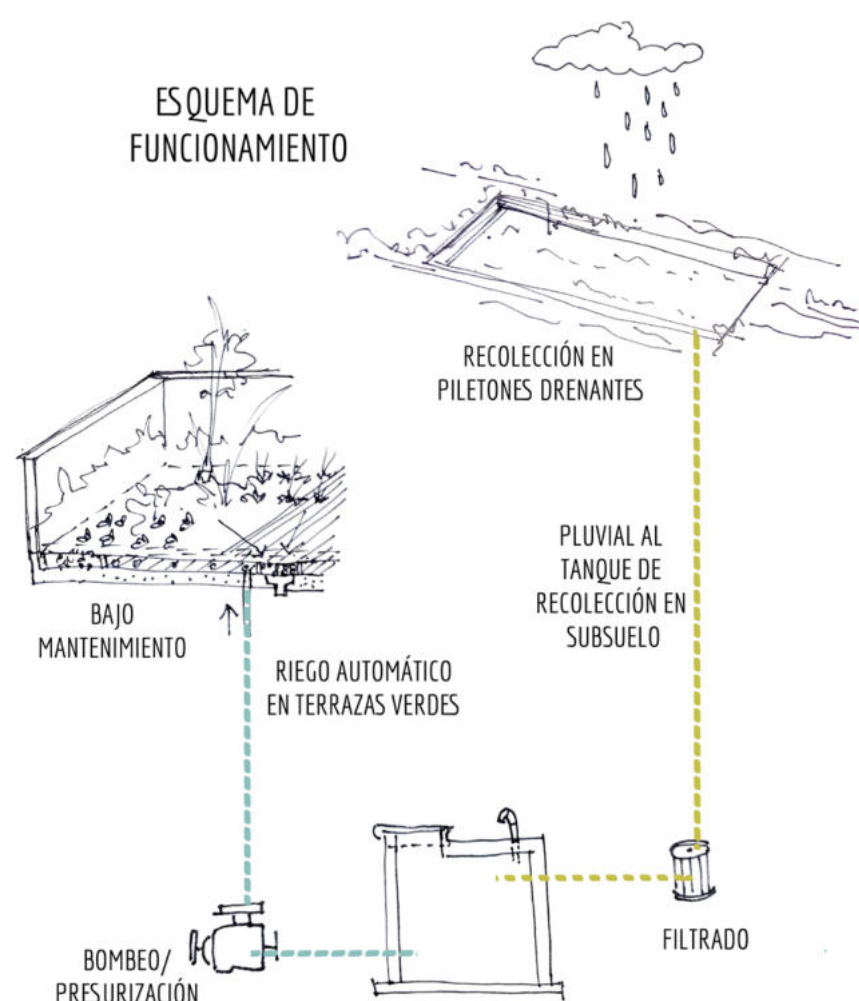 ESQUEMA DE
FUNCIONAMIENTO
RECOLECCIÓN EN
PILETONES DRENANTES
PLUVIAL AL
TANQUE DE
RECOLECCIÓN EN
SUBSUELO
BAJO
MANTENIMIENTO
RIEGO AUTOMÁTICO
EN TERRAZAS VERDES
FILTRADO
BOMBEO/
PRESURIZACIÓN